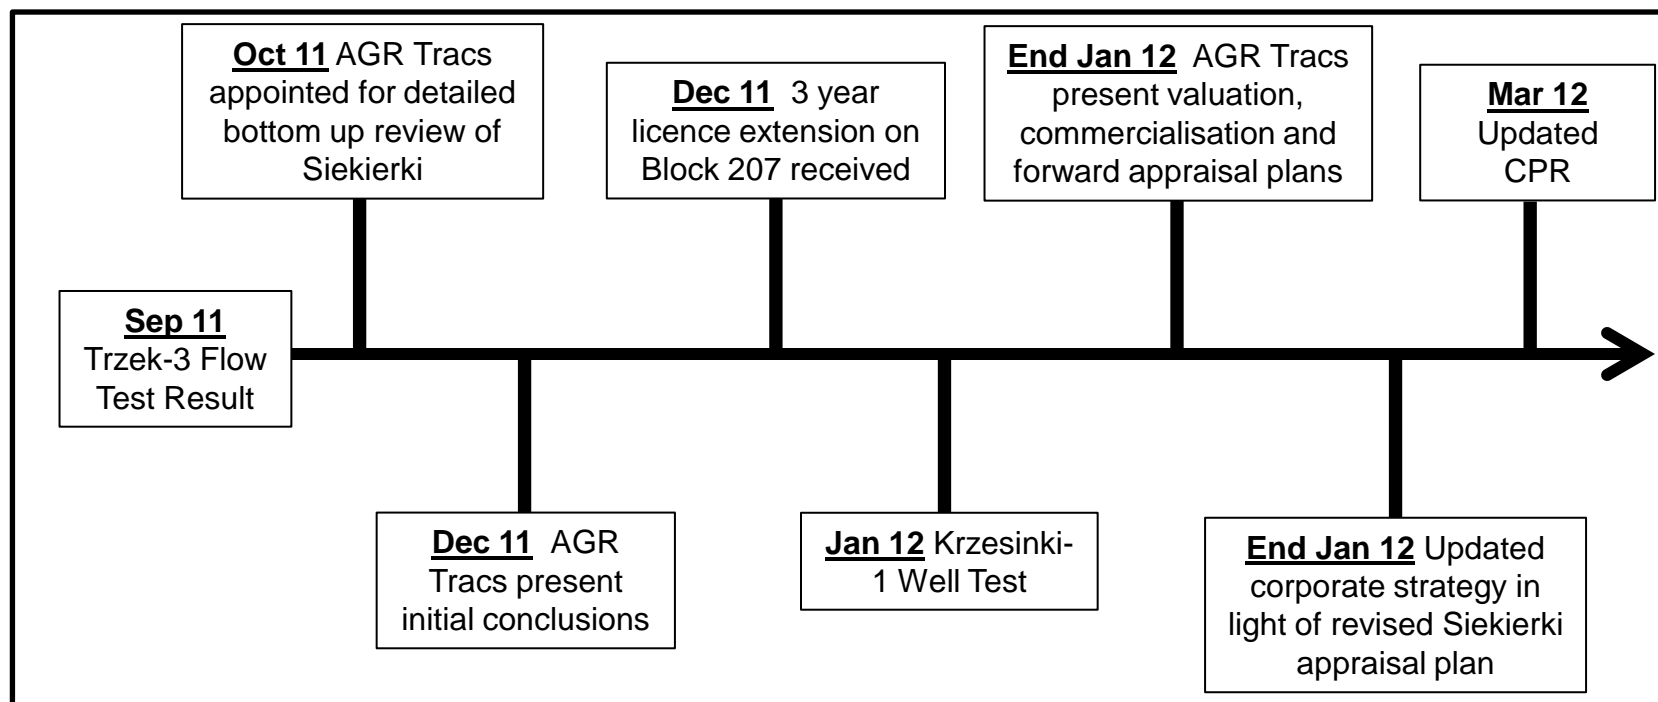 Oct 11 AGR Tracs
appointed for detailed
bottom up review of
Siekierki
Dec 11 3 year
licence extension on
Block 207 received
End Jan 12 AGR Tracs
present valuation,
commercialisation and
forward appraisal plans
Mar 12
Updated
CPR
Sep 11
Trzek-3 Flow
Test Result
Dec 11 AGR
Tracs present
initial conclusions
Jan 12 Krzesinki-
1 Well Test
End Jan 12 Updated
corporate strategy in
light of revised Siekierki
appraisal plan